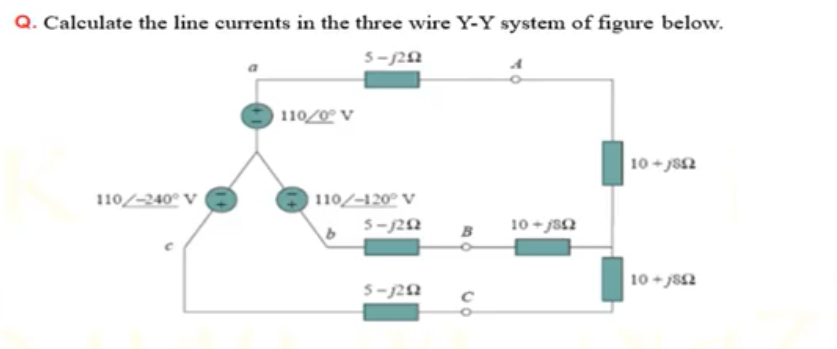 Q. Calculate the line currents in the three wire Y-Y system of figure below.
5-j2Ω
a
A
110/0° V
10+j8Ω
110/-240° V
110/-120° V
5-j2Ω
10+j8Ω
b
B
c
10+j8Ω
5-j2Ω
C